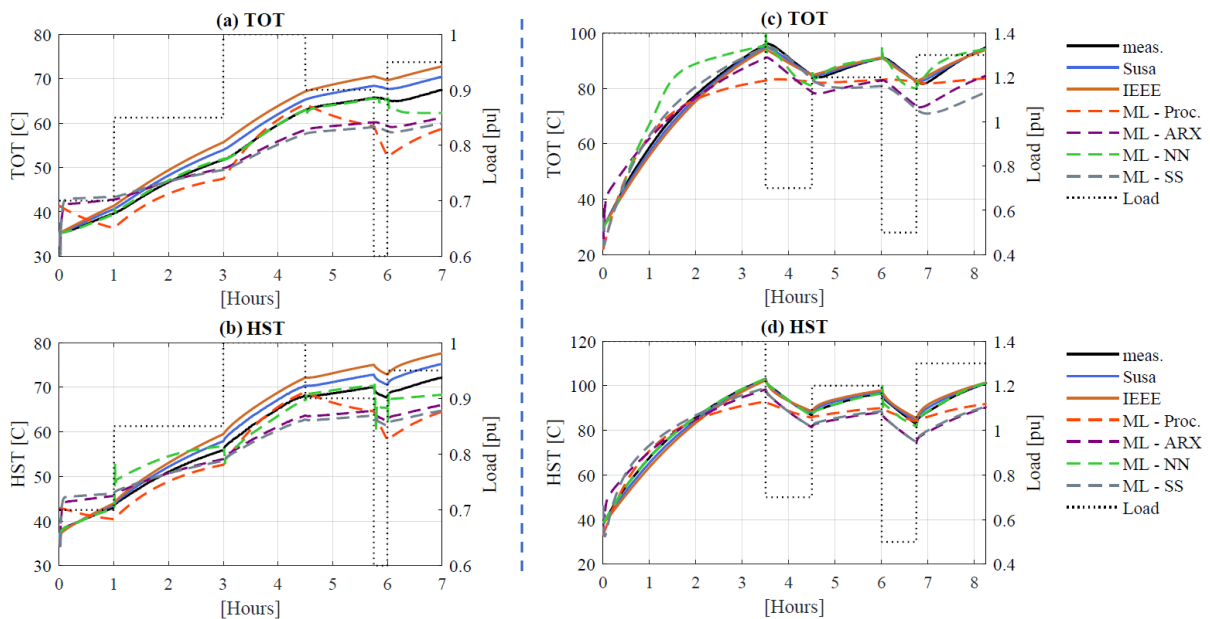 (a) TOT
80
70
60
50
40
30
TOT [C]
1
0.9
0.8
0.7
0.6
Load [pu]
0 1 2 3 4 5 6 7
[Hours]
(c) TOT
100
80
60
40
20
TOT [C]
1.4
1.2
1
0.8
0.6
0.4
Load [pu]
0 1 2 3 4 5 6 7 8
[Hours]
meas.
Susa
IEEE
ML - Proc.
ML - ARX
ML - NN
ML - SS
Load
(b) HST
80
70
60
50
40
30
HST [C]
1
0.9
0.8
0.7
0.6
Load [pu]
0 1 2 3 4 5 6 7
[Hours]
(d) HST
120
100
80
60
40
20
HST [C]
1.4
1.2
1
0.8
0.6
0.4
Load [pu]
0 1 2 3 4 5 6 7 8
[Hours]
meas.
Susa
IEEE
ML - Proc.
ML - ARX
ML - NN
ML - SS
Load